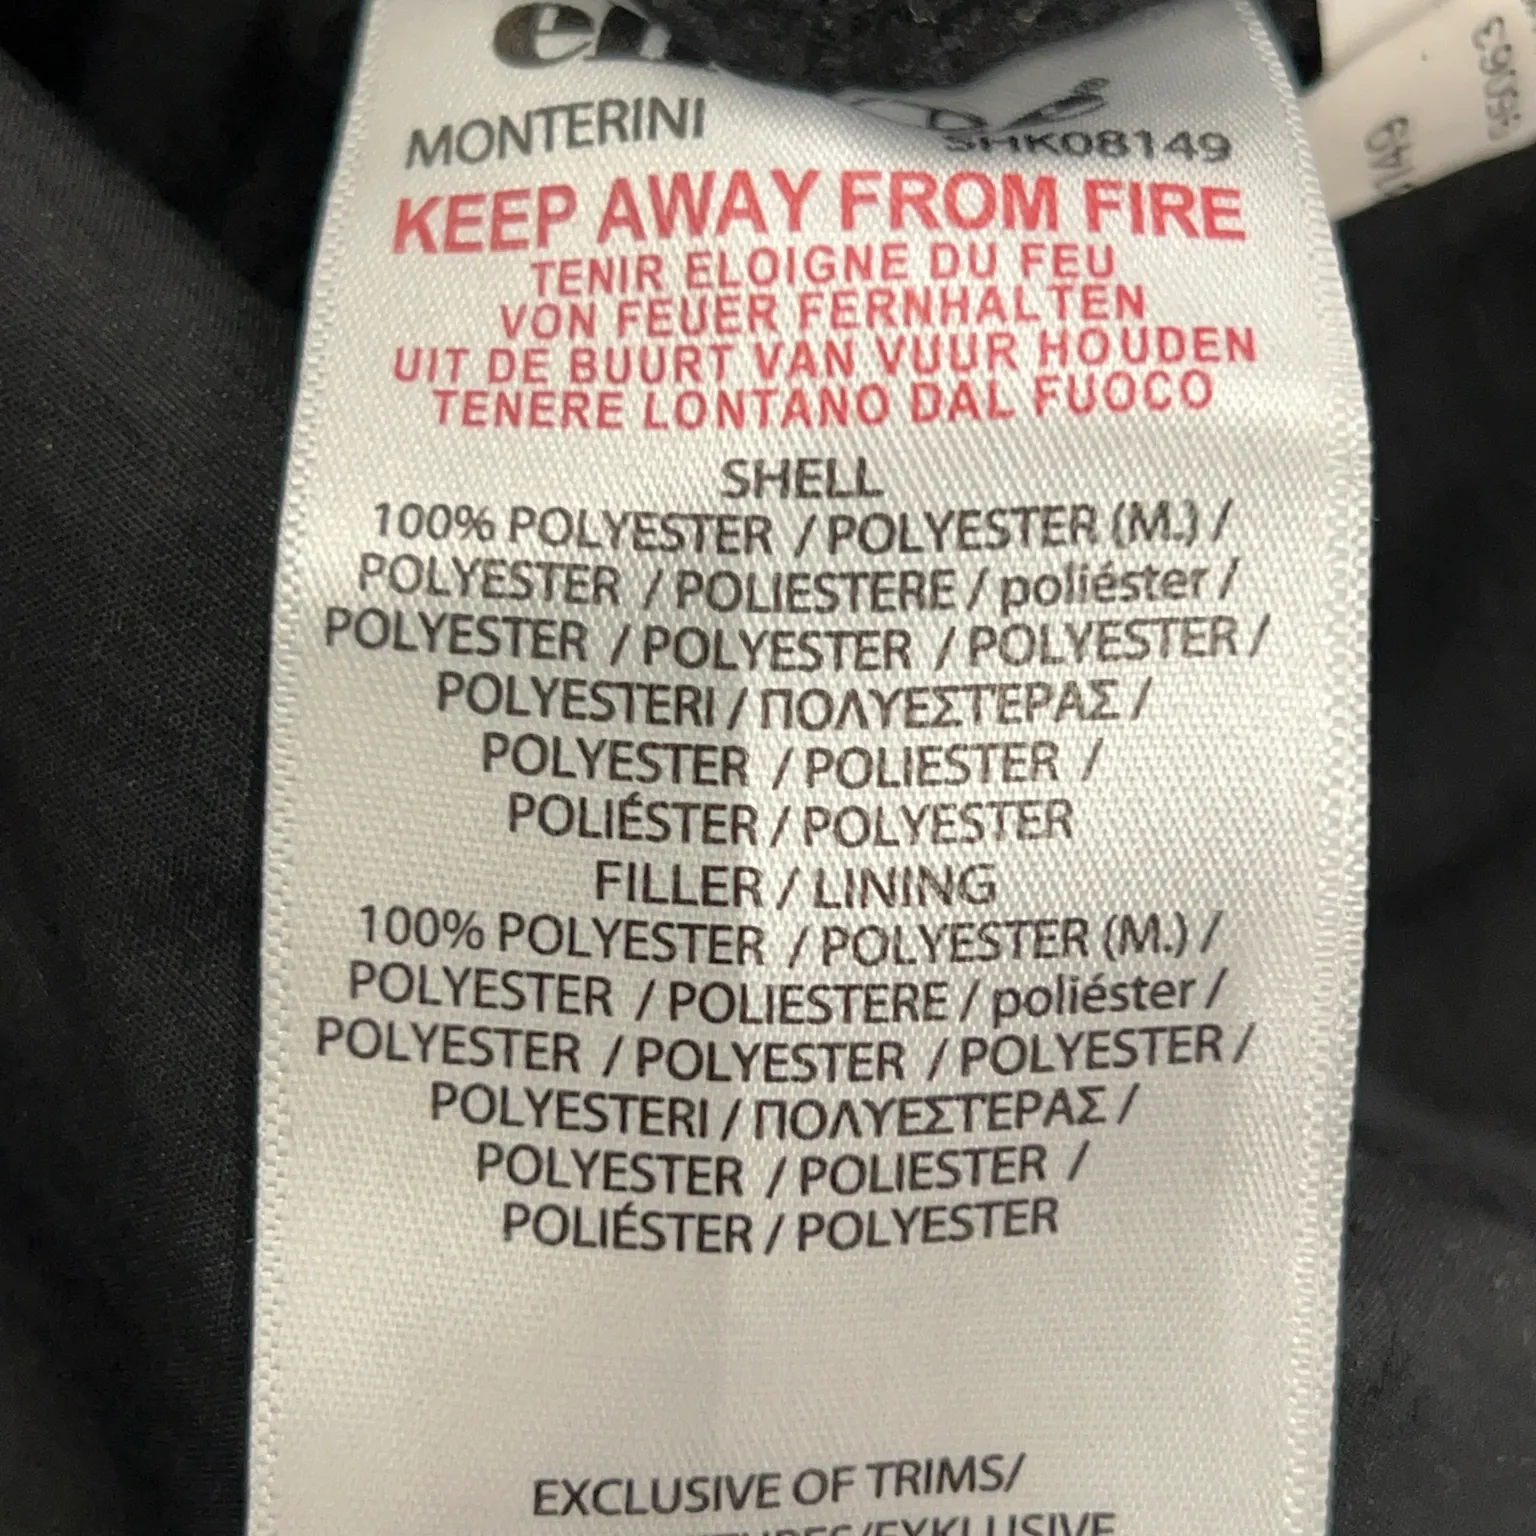 MONTERINI
SHK08149
KEEP AWAY FROM FIRE
TENIR ELOIGNE DU FEU
VON FEUER FERNHALTEN
UIT DE BUURT VAN VUUR HOUDEN
TENERE LONTANO DAL FUOCO
SHELL
100% POLYESTER / POLYESTER (M.) /
POLYESTER / POLIESTERE / poliéster /
POLYESTER / POLYESTER / POLYESTER /
POLYESTERI / ΠΟΛΥΕΣΤΕΡΑΣ /
POLYESTER / POLIESTER /
POLIÉSTER / POLYESTER
FILLER / LINING
100% POLYESTER / POLYESTER (M.) /
POLYESTER / POLIESTERE / poliéster /
POLYESTER / POLYESTER / POLYESTER /
POLYESTERI / ΠΟΛΥΕΣΤΕΡΑΣ /
POLYESTER / POLIESTER /
POLIÉSTER / POLYESTER
EXCLUSIVE OF TRIMS/